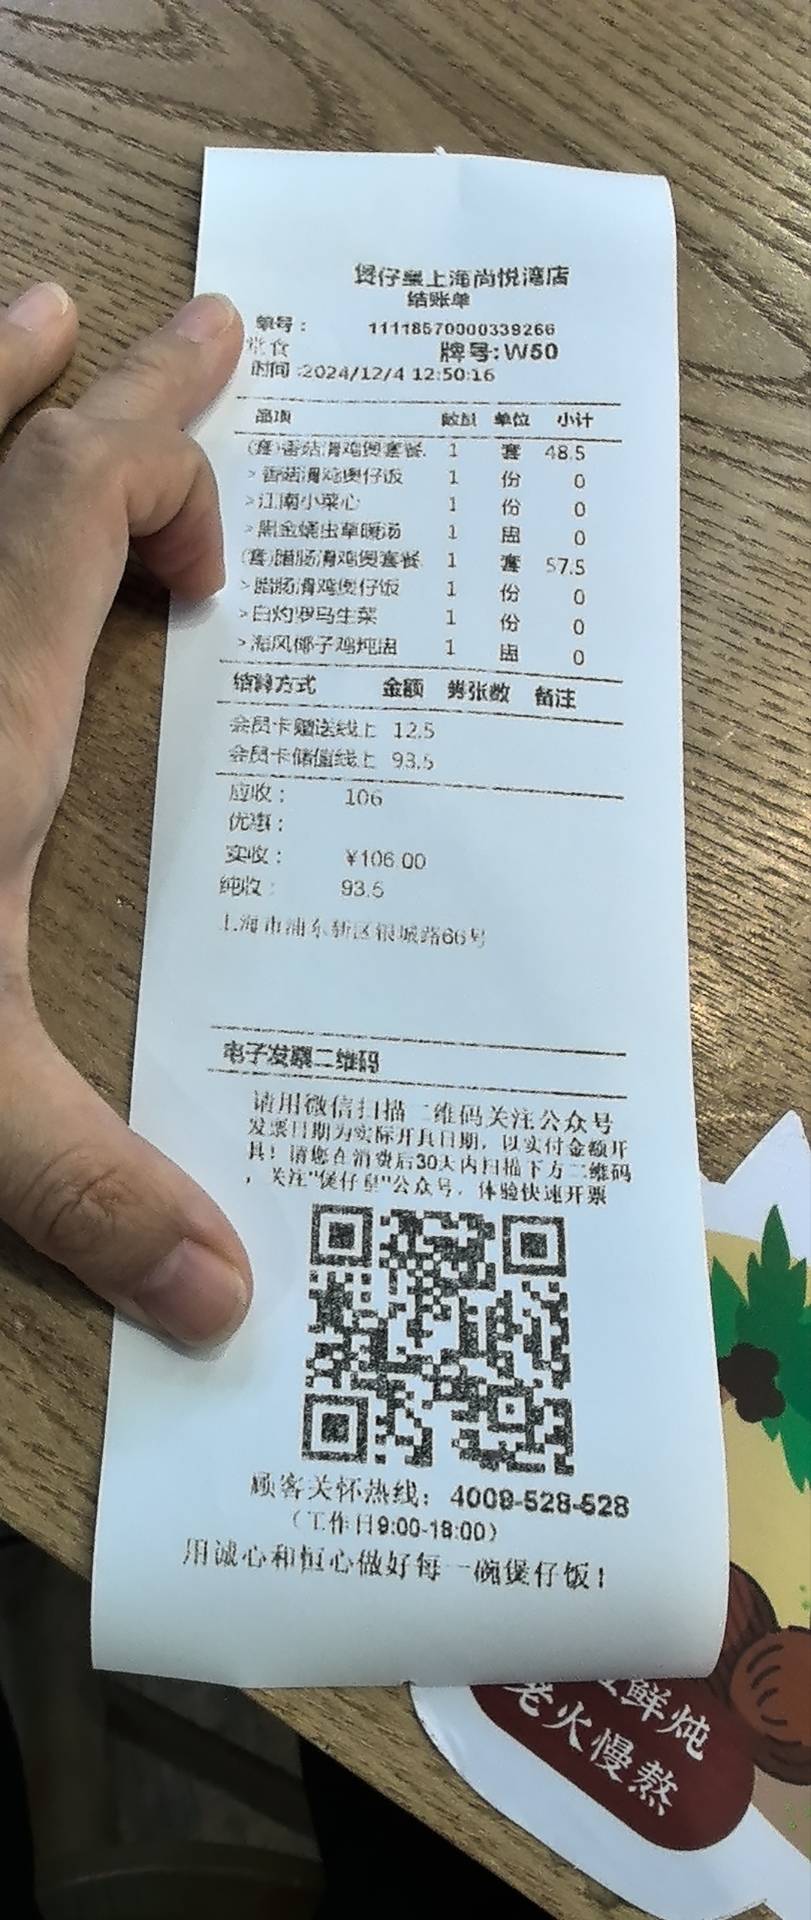 煲仔皇上海尚悦湾店
结账单
单号： 11118570000339266
堂食 牌号:W50
时间:2024/12/4 12:50:16
品项 数量 单位 小计
(套)香菇滑鸡煲套餐. 1 套 48.5
>香菇滑鸡煲仔饭 1 份 0
>江南小菜心 1 份 0
>黑金蛹虫草暖汤 1 盅 0
(套)腊肠滑鸡煲套餐. 1 套 57.5
>腊肠滑鸡煲仔饭 1 份 0
>白灼罗马生菜 1 份 0
>海风椰子鸡炖盅 1 盅 0
结算方式 金额 券张数 备注
会员卡赠送线上 12.5
会员卡储值线上 93.5
应收： 106
优惠：
实收： ¥106.00
纯收： 93.5
上海市浦东新区银城路66号
电子发票二维码
请用微信扫描二维码关注公众号
发票日期为实际开具日期，以实付金额开
具！请您在消费后30天内扫描下方二维码
，关注"煲仔皇"公众号，体验快速开票
顾客关怀热线：4009-528-528
（工作日9:00-18:00）
用诚心和恒心做好每一碗煲仔饭！
鲜炖
老火慢熬